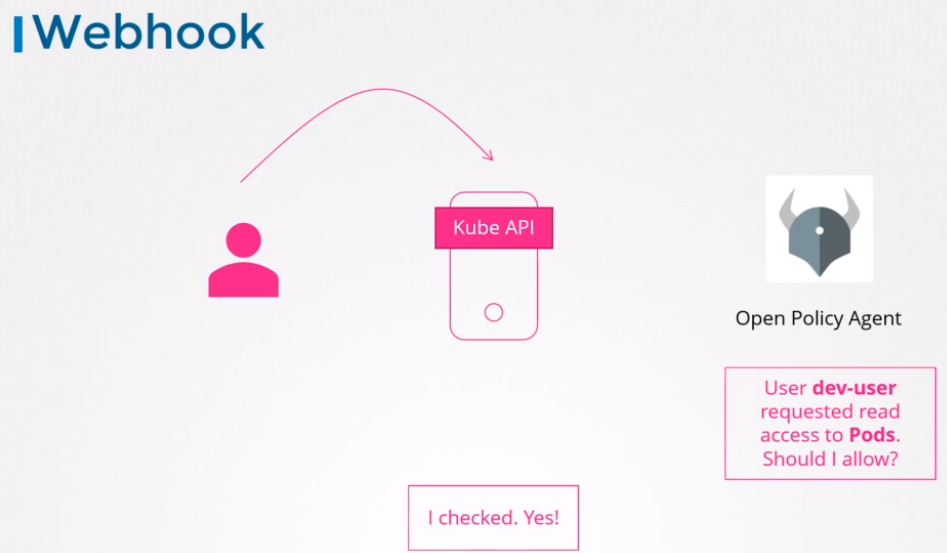 Webhook
Kube API
Open Policy Agent
User dev-user
requested read
access to Pods.
Should I allow?
I checked. Yes!